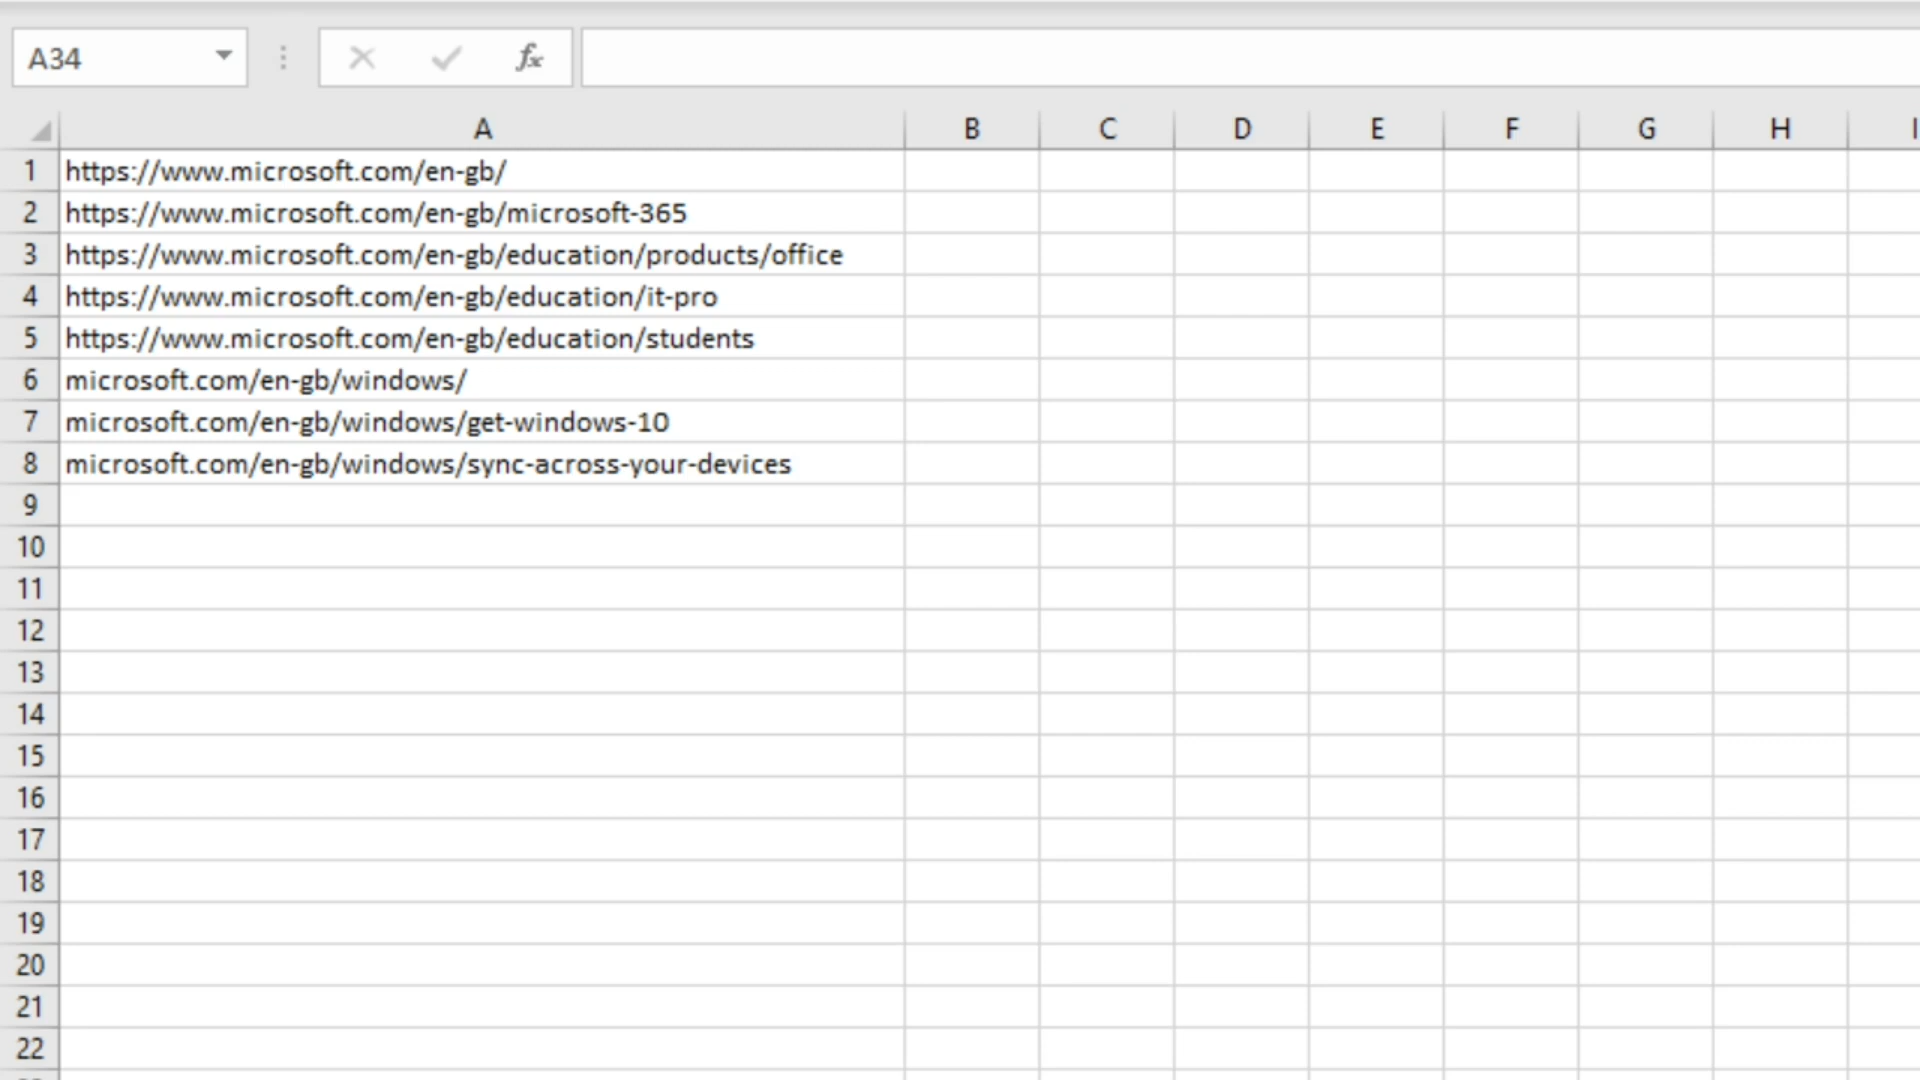 A34 fx
A B C D E F G H I
1 https://www.microsoft.com/en-gb/
2 https://www.microsoft.com/en-gb/microsoft-365
3 https://www.microsoft.com/en-gb/education/products/office
4 https://www.microsoft.com/en-gb/education/it-pro
5 https://www.microsoft.com/en-gb/education/students
6 microsoft.com/en-gb/windows/
7 microsoft.com/en-gb/windows/get-windows-10
8 microsoft.com/en-gb/windows/sync-across-your-devices
9
10
11
12
13
14
15
16
17
18
19
20
21
22